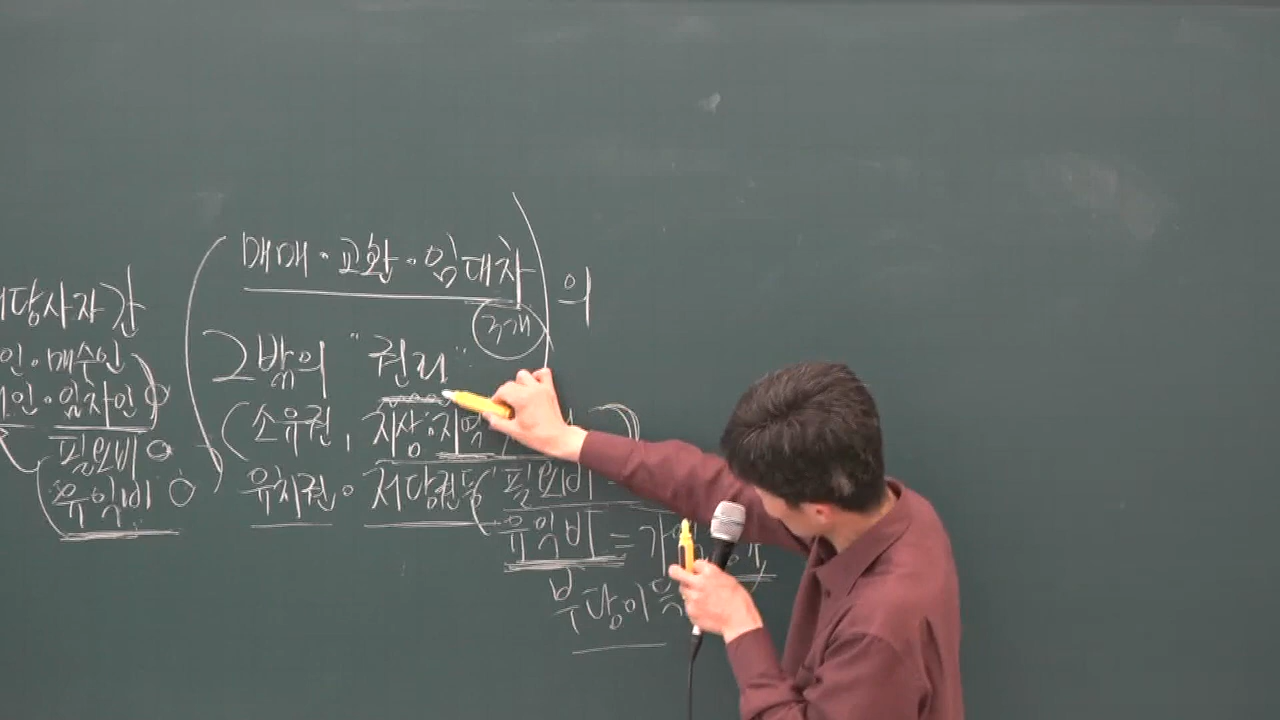 매매·교환·임대차
의
3개
당사자간
인·매수인
2 밖의 "권리"
인·임차인
(소유권, 지상·지역
필요비
유치권·저당권등 (필요비
유익비
유익비 =
부당이득